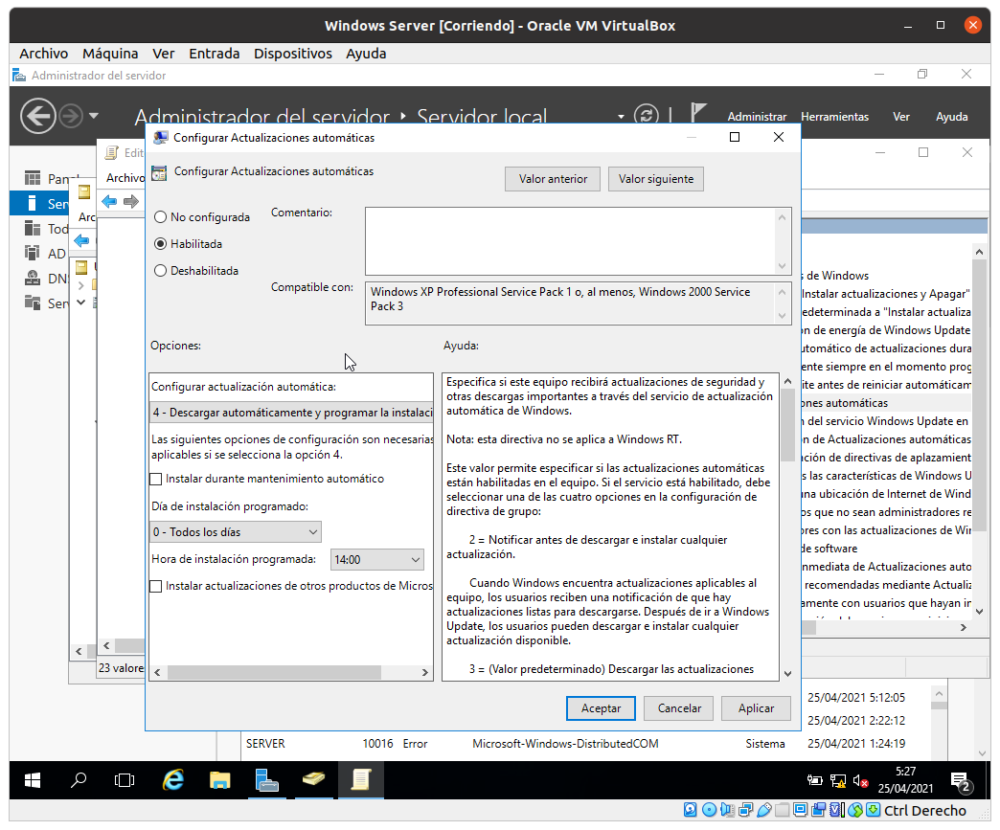 Windows Server [Corriendo] - Oracle VM VirtualBox
Archivo Máquina Ver Entrada Dispositivos Ayuda
Administrador del servidor
Administrador del servidor Servidor local
Administrar Herramientas Ver Ayuda
Configurar Actualizaciones automáticas
Configurar Actualizaciones automáticas
Valor anterior Valor siguiente
No configurada
Habilitada
Deshabilitada
Comentario:
Compatible con:
Windows XP Professional Service Pack 1 o, al menos, Windows 2000 Service
Pack 3
Opciones:
Ayuda:
Configurar actualización automática:
4 - Descargar automáticamente y programar la instalaci
Las siguientes opciones de configuración son necesarias
aplicables si se selecciona la opción 4.
Instalar durante mantenimiento automático
Día de instalación programado:
0 - Todos los días
Hora de instalación programada: 14:00
Instalar actualizaciones de otros productos de Micros
Especifica si este equipo recibirá actualizaciones de seguridad y
otras descargas importantes a través del servicio de actualización
automática de Windows.
Nota: esta directiva no se aplica a Windows RT.
Este valor permite especificar si las actualizaciones automáticas
están habilitadas en el equipo. Si el servicio está habilitado, debe
seleccionar una de las cuatro opciones en la configuración de
directiva de grupo:
2 = Notificar antes de descargar e instalar cualquier
actualización.
Cuando Windows encuentra actualizaciones aplicables al
equipo, los usuarios reciben una notificación de que hay
actualizaciones listas para descargarse. Después de ir a Windows
Update, los usuarios pueden descargar e instalar cualquier
actualización disponible.
3 = (Valor predeterminado) Descargar las actualizaciones
Aceptar Cancelar Aplicar
Edit
Archivo
Pan
Ser
Arc
Tod
AD
DN
Ser
23 valore
s de Windows
Instalar actualizaciones y Apagar"
edeterminada a "Instalar actualiza
ón de energía de Windows Update
utomático de actualizaciones dura
ente siempre en el momento prog
ite antes de reiniciar automáticam
ones automáticas
n del servicio Windows Update en
ón de Actualizaciones automáticas
ación de directivas de aplazamient
s las características de Windows U
na ubicación de Internet de Wind
os que no sean administradores re
ores con las actualizaciones de Wir
de software
nmediata de Actualizaciones auto
recomendadas mediante Actualiz
amente con usuarios que hayan in
25/04/2021 5:12:05
25/04/2021 2:22:12
SERVER 10016 Error Microsoft-Windows-DistributedCOM Sistema 25/04/2021 1:24:19
5:27
25/04/2021
2
Ctrl Derecho